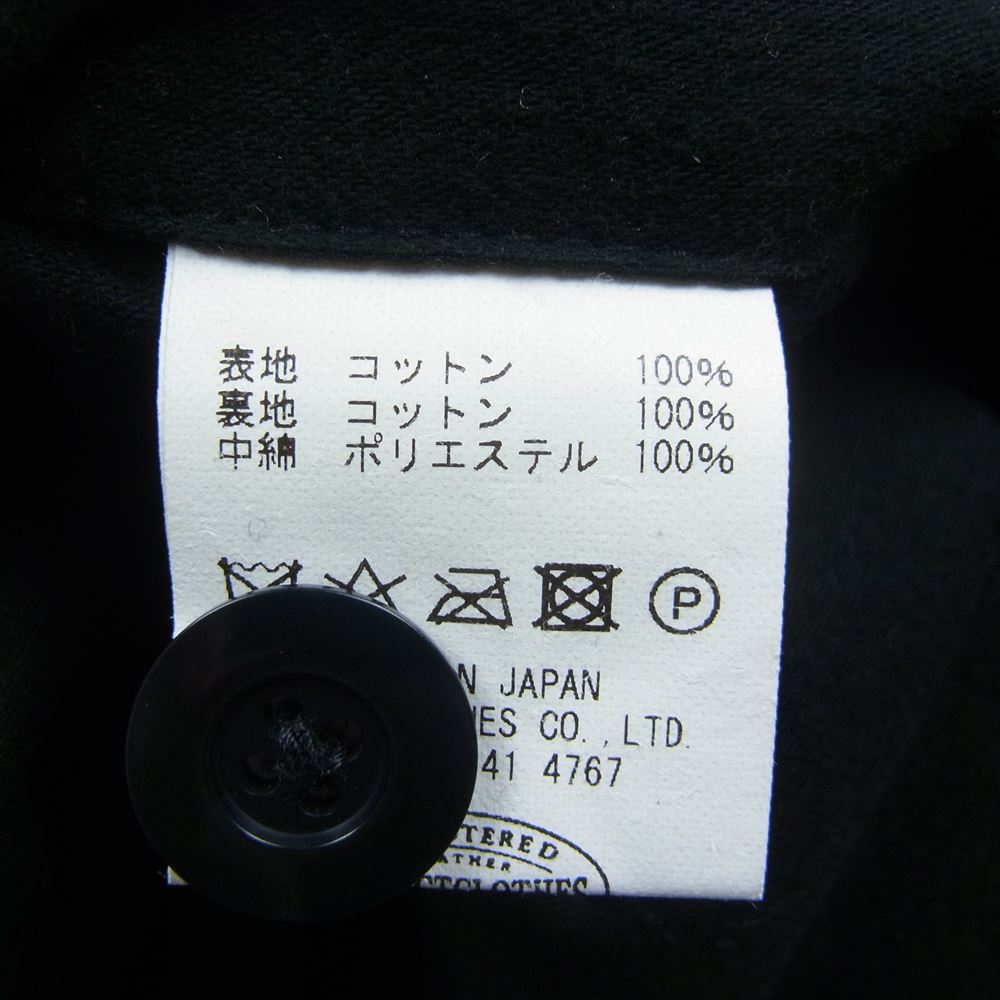 表地 コットン 100%
裏地 コットン 100%
中綿 ポリエステル 100%
P
JAPAN
CO.,LTD.
41 4767